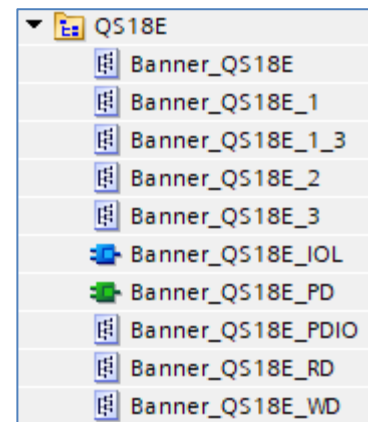 QS18E
Banner_QS18E
Banner_QS18E_1
Banner_QS18E_1_3
Banner_QS18E_2
Banner_QS18E_3
Banner_QS18E_IOL
Banner_QS18E_PD
Banner_QS18E_PDIO
Banner_QS18E_RD
Banner_QS18E_WD